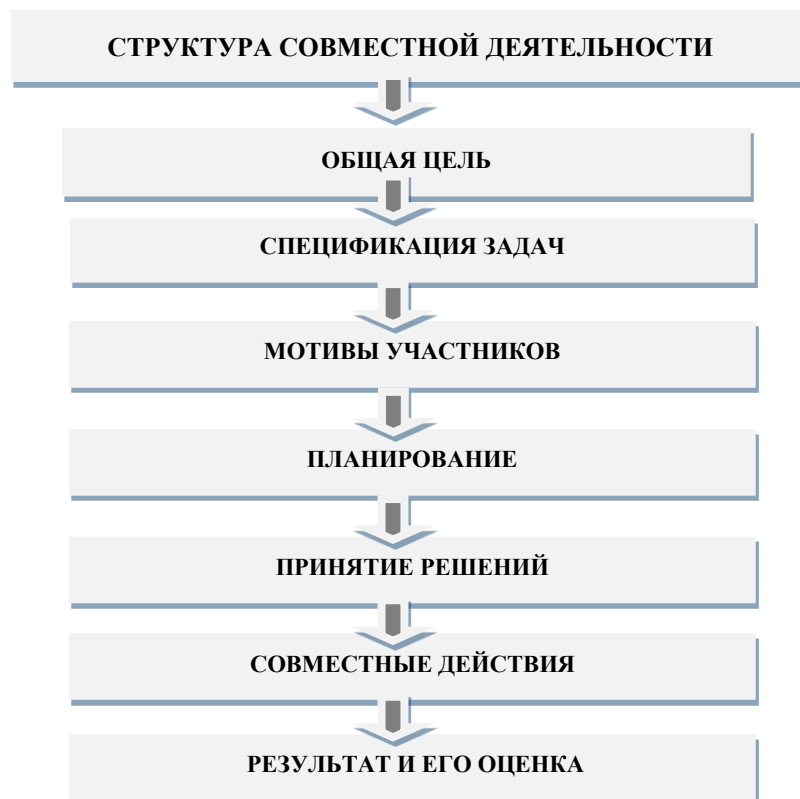 СТРУКТУРА СОВМЕСТНОЙ ДЕЯТЕЛЬНОСТИ
ОБЩАЯ ЦЕЛЬ
СПЕЦИФИКАЦИЯ ЗАДАЧ
МОТИВЫ УЧАСТНИКОВ
ПЛАНИРОВАНИЕ
ПРИНЯТИЕ РЕШЕНИЙ
СОВМЕСТНЫЕ ДЕЙСТВИЯ
РЕЗУЛЬТАТ И ЕГО ОЦЕНКА